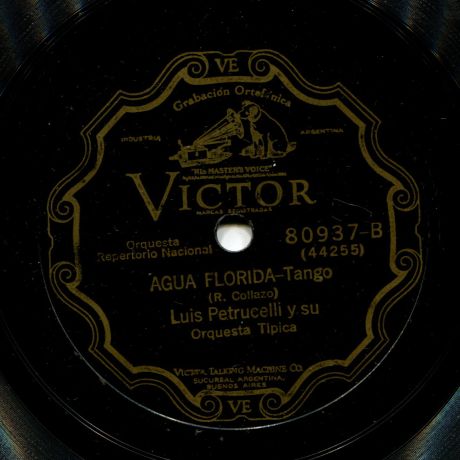 VE
Grabación Ortofónica
INDUSTRIA ARGENTINA
"HIS MASTER'S VOICE"
VICTOR
MARCAS REGISTRADAS
Orquesta
Repertorio Nacional
80937-B
(44255)
AGUA FLORIDA-Tango
(R. Collazo)
Luis Petrucelli y su
Orquesta Tipica
VICTOR TALKING MACHINE CO.
SUCURSAL ARGENTINA,
BUENOS AIRES
VE